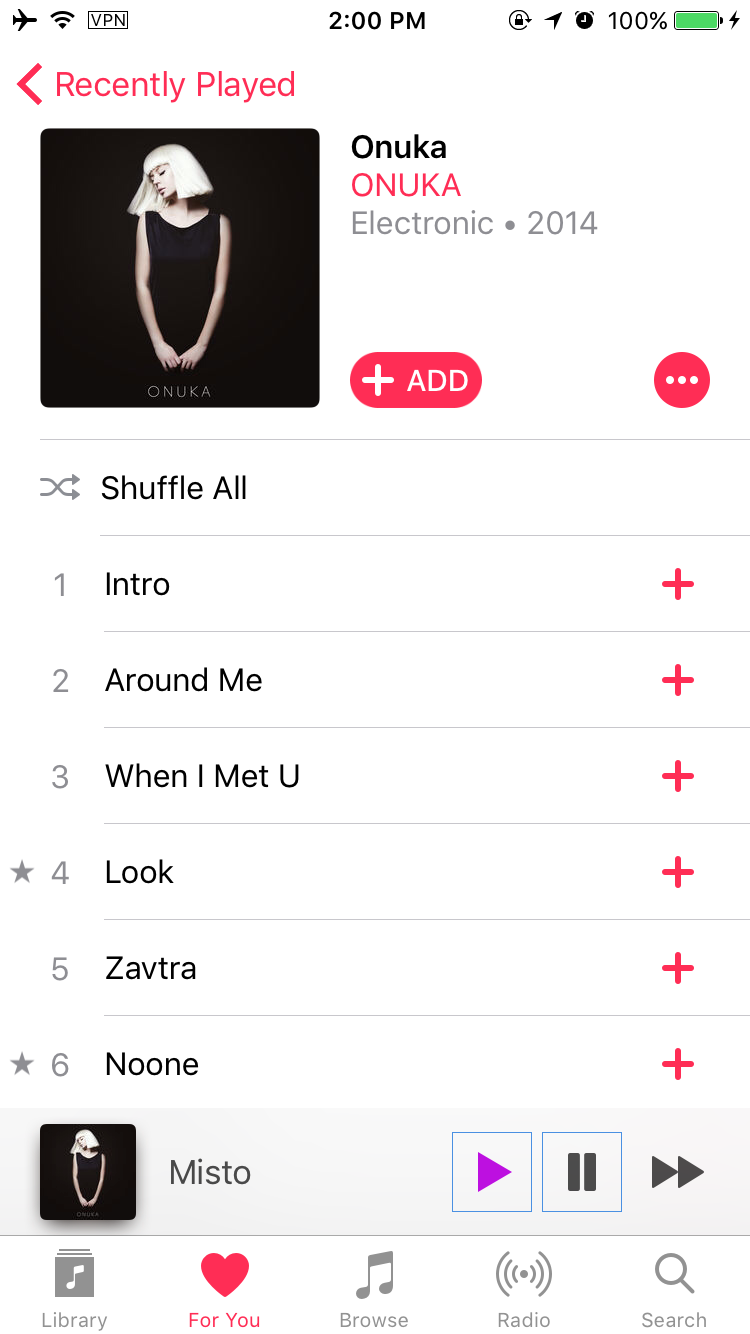 VPN 2:00 PM 100%
Recently Played
Onuka
ONUKA
Electronic • 2014
ONUKA
ADD
Shuffle All
1 Intro
2 Around Me
3 When I Met U
4 Look
5 Zavtra
6 Noone
Misto
ONUKA
Library For You Browse Radio Search